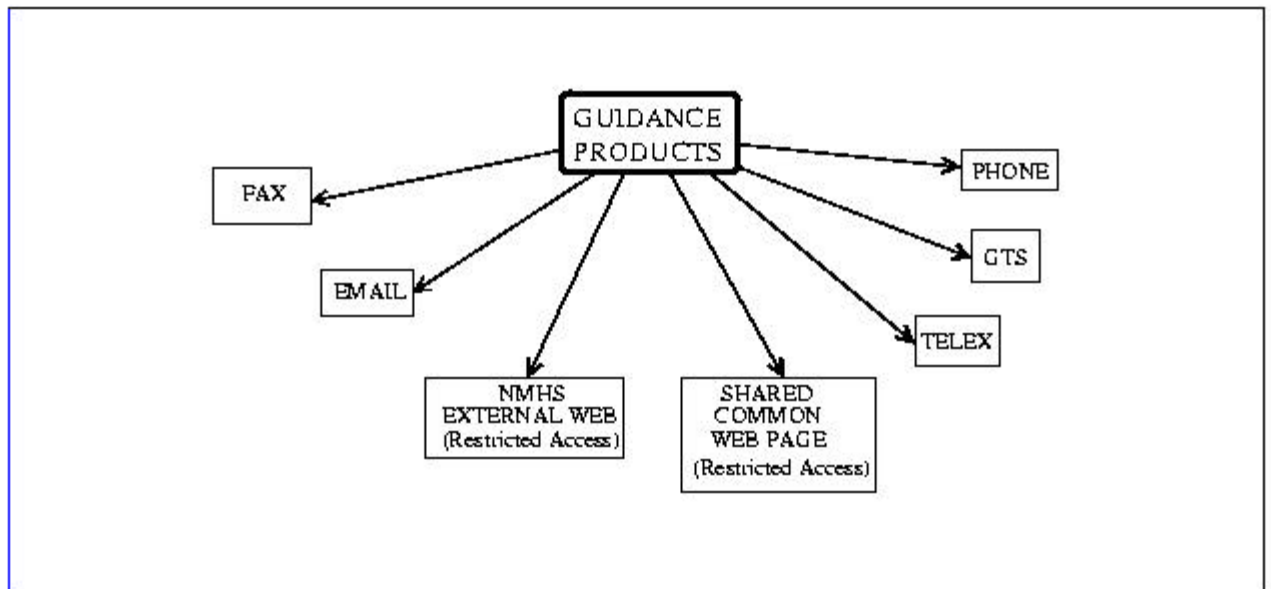 GUIDANCE
PRODUCTS
FAX
PHONE
GTS
EMAIL
TELEX
NMHS
EXTERNAL WEB
(Restricted Access)
SHARED
COMMON
WEB PAGE
(Restricted Access)